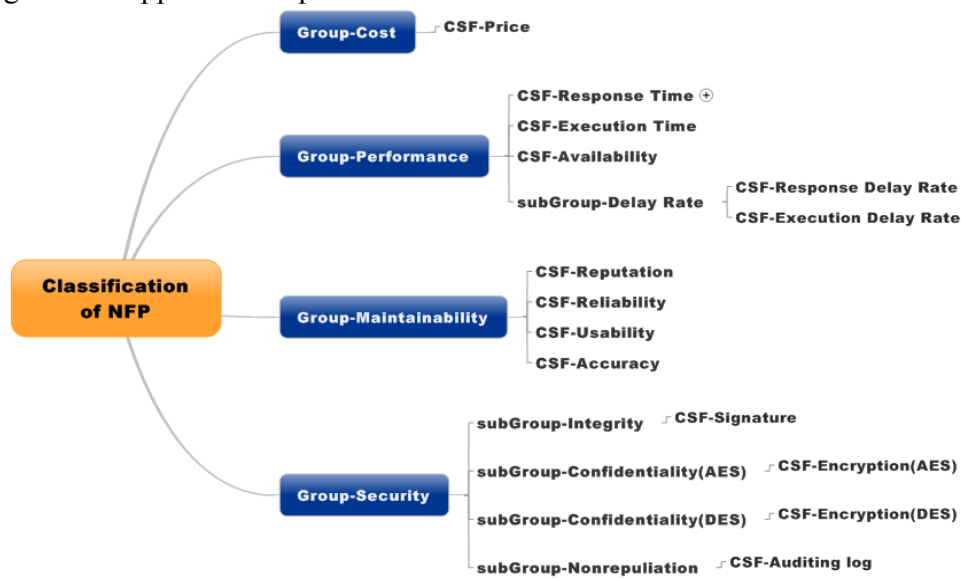 Group-Cost
CSF-Price
CSF-Response Time
CSF-Execution Time
Group-Performance
CSF-Availability
subGroup-Delay Rate
CSF-Response Delay Rate
CSF-Execution Delay Rate
Classification
of NFP
CSF-Reputation
CSF-Reliability
Group-Maintainability
CSF-Usability
CSF-Accuracy
subGroup-Integrity
CSF-Signature
subGroup-Confidentiality(AES)
CSF-Encryption(AES)
Group-Security
subGroup-Confidentiality(DES)
CSF-Encryption(DES)
subGroup-Nonrepuliation
CSF-Auditing log